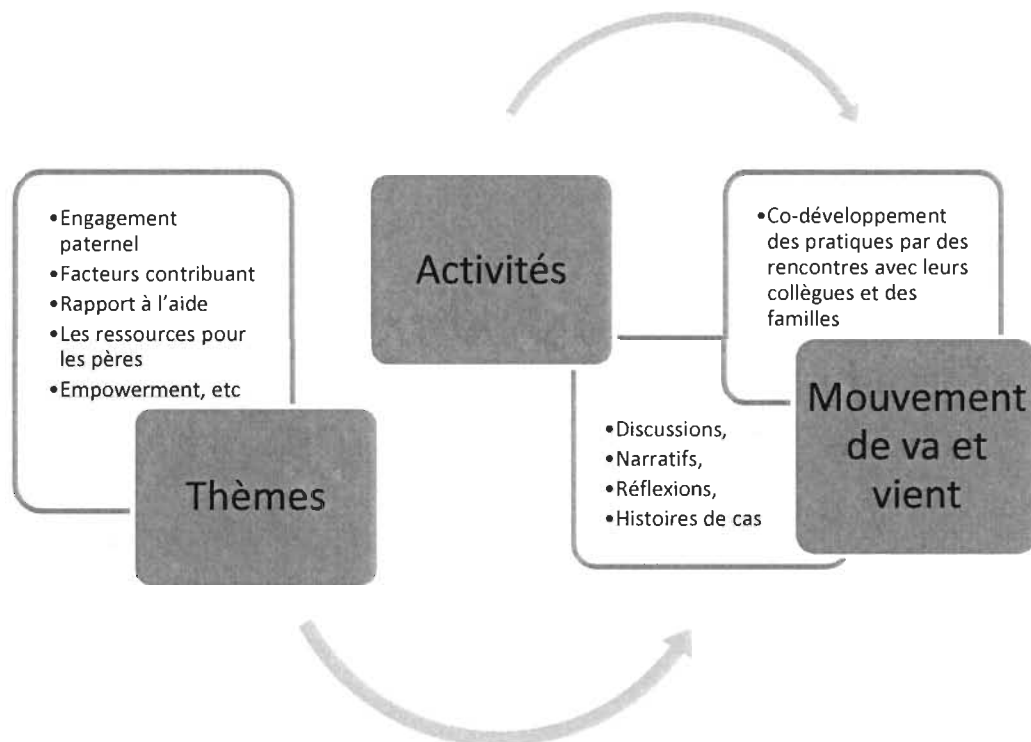 •Engagement
paternel
•Facteurs contribuant
•Rapport à l'aide
•Les ressources pour
les pères
•Empowerment, etc
Thèmes
Activités
•Discussions,
•Narratifs,
•Réflexions,
•Histoires de cas
•Co-développement
des pratiques par des
rencontres avec leurs
collègues et des
familles
Mouvement
de va et
vient